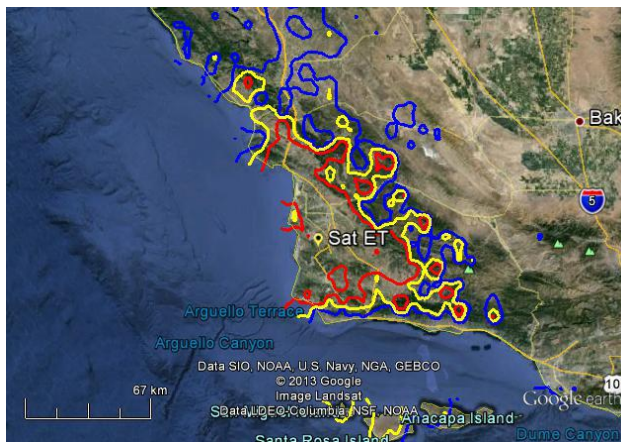 Bak
5
Sat ET
Arguello Terrace
Arguello Canyon
Data SIO, NOAA, U.S. Navy, NGA, GEBCO
© 2013 Google
Image Landsat
Data LDEO-Columbia, NSF, NOAA
67 km
10
Google earth
Anacapa Island
Santa Rosa Island
Dume Canyon